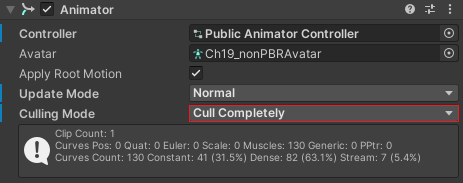 Animator
Controller
Public Animator Controller
Avatar
Ch19_nonPBRAvatar
Apply Root Motion
Update Mode
Normal
Culling Mode
Cull Completely
Clip Count: 1
Curves Pos: 0 Quat: 0 Euler: 0 Scale: 0 Muscles: 130 Generic: 0 PPtr: 0
Curves Count: 130 Constant: 41 (31.5%) Dense: 82 (63.1%) Stream: 7 (5.4%)